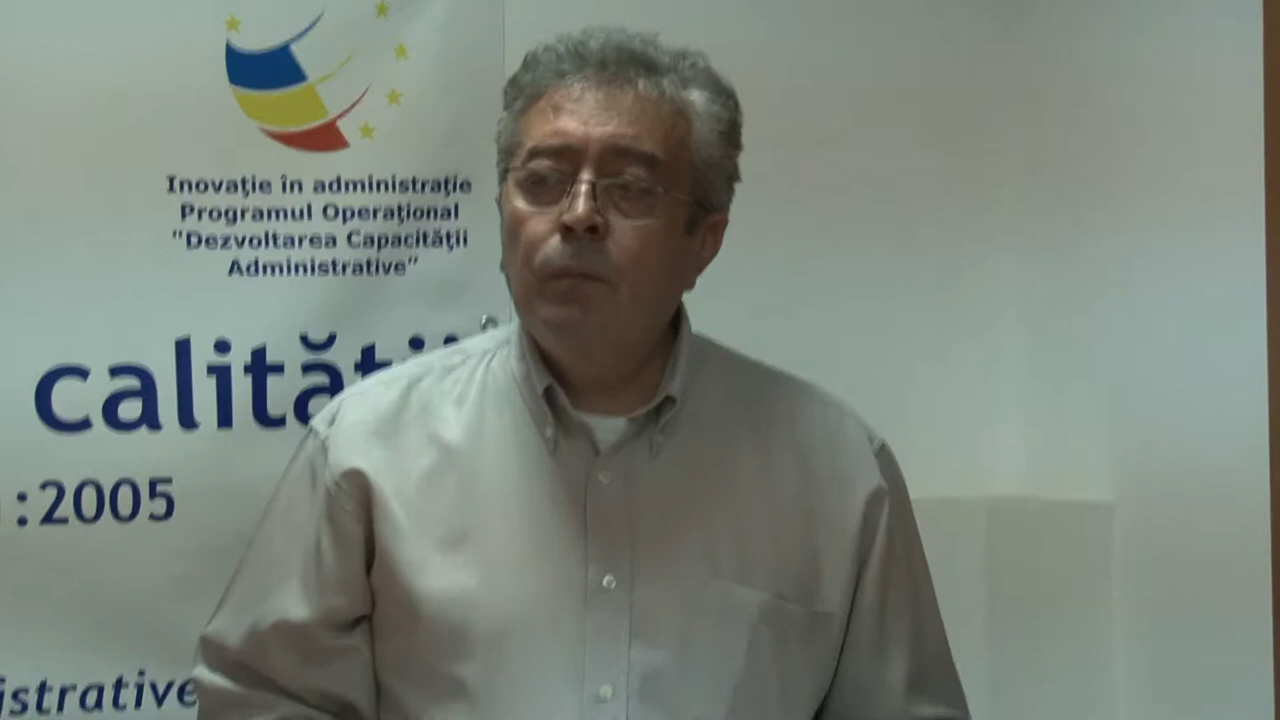 Inovaţie în administraţie
Programul Operaţional
"Dezvoltarea Capacităţii
Administrative"
calităţii
:2005
istrative